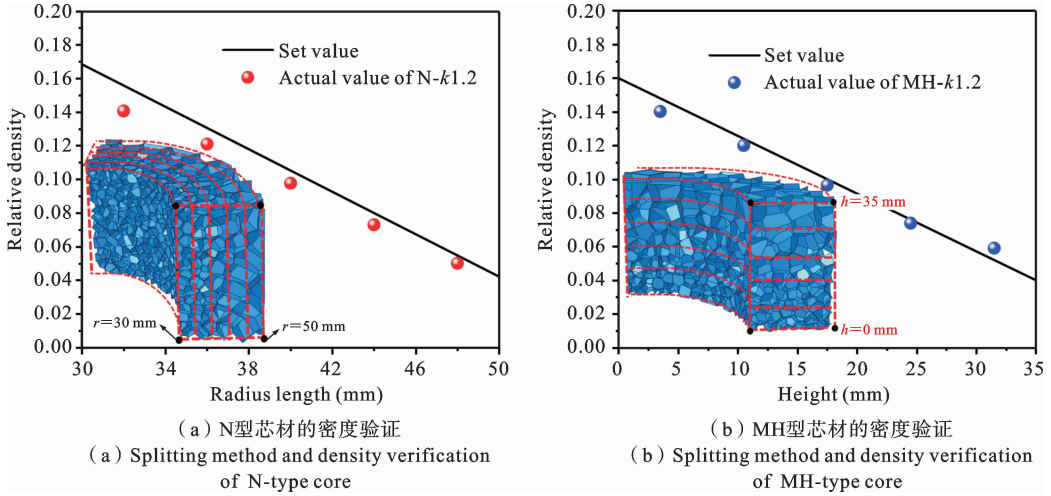 0.20
0.18
0.16
0.14
0.12
0.10
0.08
0.06
0.04
0.02
0.00
Relative density
Set value
Actual value of N-k1.2
r=30 mm
r=50 mm
30
34
38
42
46
50
Radius length (mm)
(a) N型芯材的密度验证
(a) Splitting method and density verification
of N-type core
0.20
0.18
0.16
0.14
0.12
0.10
0.08
0.06
0.04
0.02
0.00
Relative density
Set value
Actual value of MH-k1.2
h=35 mm
h=0 mm
0
5
10
15
20
25
30
35
Height (mm)
(b) MH型芯材的密度验证
(b) Splitting method and density verification
of MH-type core